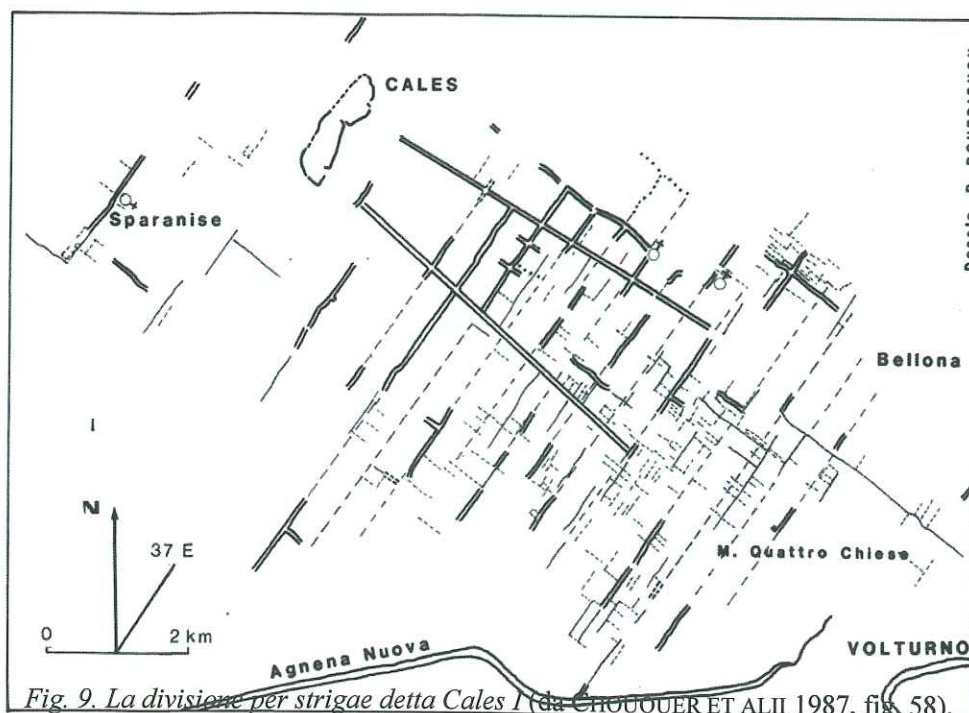 CALES
Sparanise
Bellona
N
37 E
0 2 km
M. Quattro Chiese
Agnena Nuova
VOLTURNO
Fig. 9. La divisione per strigae detta Cales I (da CHOUQUER ET ALII 1987, fig. 58).